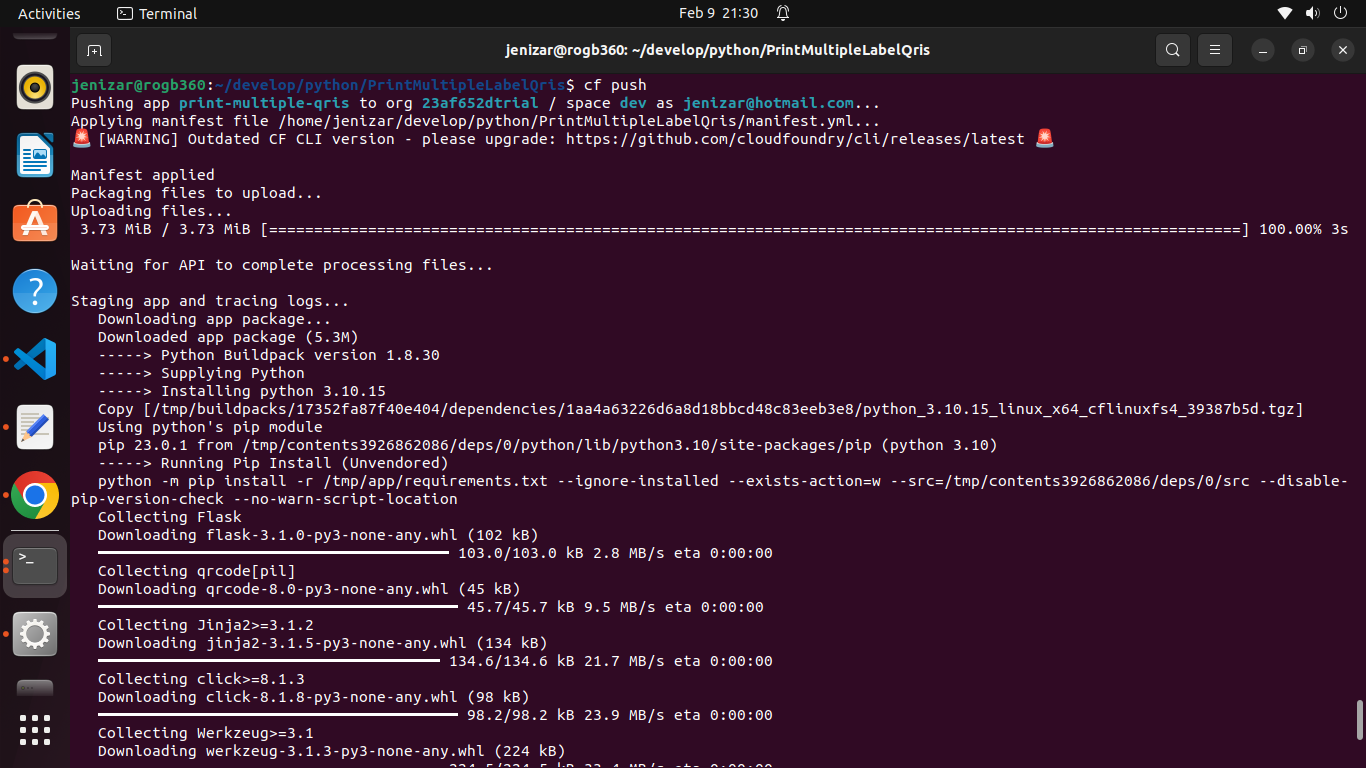 Activities
Terminal
Feb 9 21:30
jenizar@rogb360: ~/develop/python/PrintMultipleLabelQris
jenizar@rogb360:~/develop/python/PrintMultipleLabelQris$ cf push
Pushing app print-multiple-qris to org 23af652dtrial / space dev as jenizar@hotmail.com...
Applying manifest file /home/jenizar/develop/python/PrintMultipleLabelQris/manifest.yml...
🚨 [WARNING] Outdated CF CLI version - please upgrade: https://github.com/cloudfoundry/cli/releases/latest 🚨
Manifest applied
Packaging files to upload...
Uploading files...
3.73 MiB / 3.73 MiB [============================================================================================================] 100.00% 3s
Waiting for API to complete processing files...
Staging app and tracing logs...
Downloading app package...
Downloaded app package (5.3M)
-----> Python Buildpack version 1.8.30
-----> Supplying Python
-----> Installing python 3.10.15
Copy [/tmp/buildpacks/17352fa87f40e404/dependencies/1aa4a63226d6a8d18bbcd48c83eeb3e8/python_3.10.15_linux_x64_cflinuxfs4_39387b5d.tgz]
Using python's pip module
pip 23.0.1 from /tmp/contents3926862086/deps/0/python/lib/python3.10/site-packages/pip (python 3.10)
-----> Running Pip Install (Unvendored)
python -m pip install -r /tmp/app/requirements.txt --ignore-installed --exists-action=w --src=/tmp/contents3926862086/deps/0/src --disable-
pip-version-check --no-warn-script-location
Collecting Flask
Downloading flask-3.1.0-py3-none-any.whl (102 kB)
103.0/103.0 kB 2.8 MB/s eta 0:00:00
Collecting qrcode[pil]
Downloading qrcode-8.0-py3-none-any.whl (45 kB)
45.7/45.7 kB 9.5 MB/s eta 0:00:00
Collecting Jinja2>=3.1.2
Downloading jinja2-3.1.5-py3-none-any.whl (134 kB)
134.6/134.6 kB 21.7 MB/s eta 0:00:00
Collecting click>=8.1.3
Downloading click-8.1.8-py3-none-any.whl (98 kB)
98.2/98.2 kB 23.9 MB/s eta 0:00:00
Collecting Werkzeug>=3.1
Downloading werkzeug-3.1.3-py3-none-any.whl (224 kB)